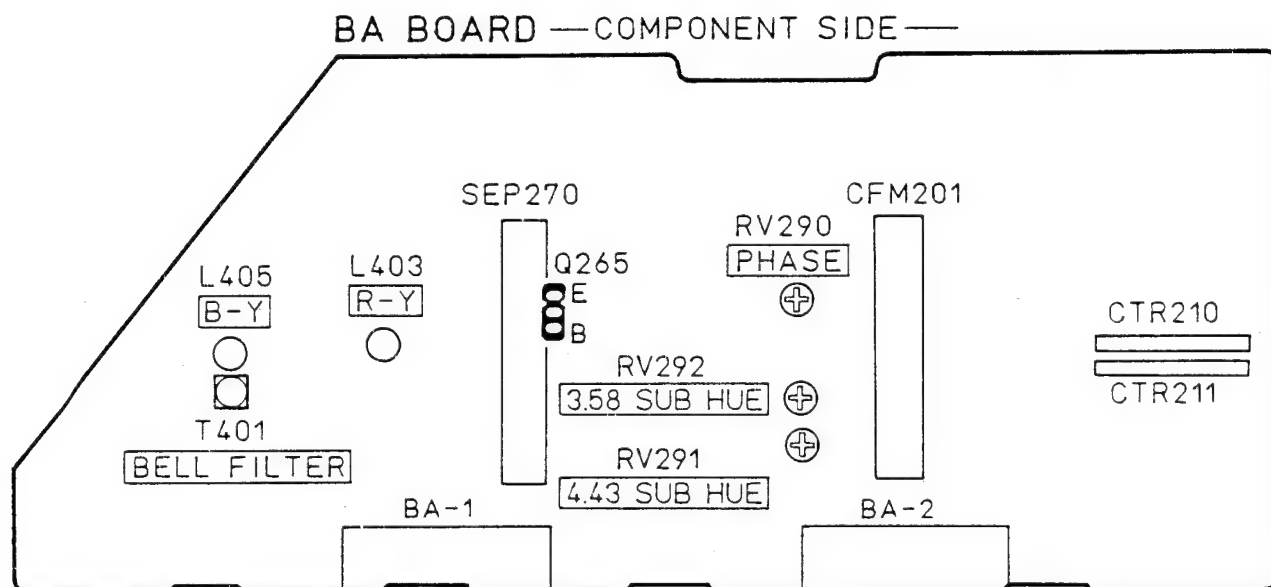 BA BOARD — COMPONENT SIDE —
SEP270
CFM201
RV290
PHASE
L405
B-Y
L403
R-Y
Q265
E
B
CTR210
CTR211
RV292
3.58 SUB HUE
T401
BELL FILTER
RV291
4.43 SUB HUE
BA-1
BA-2